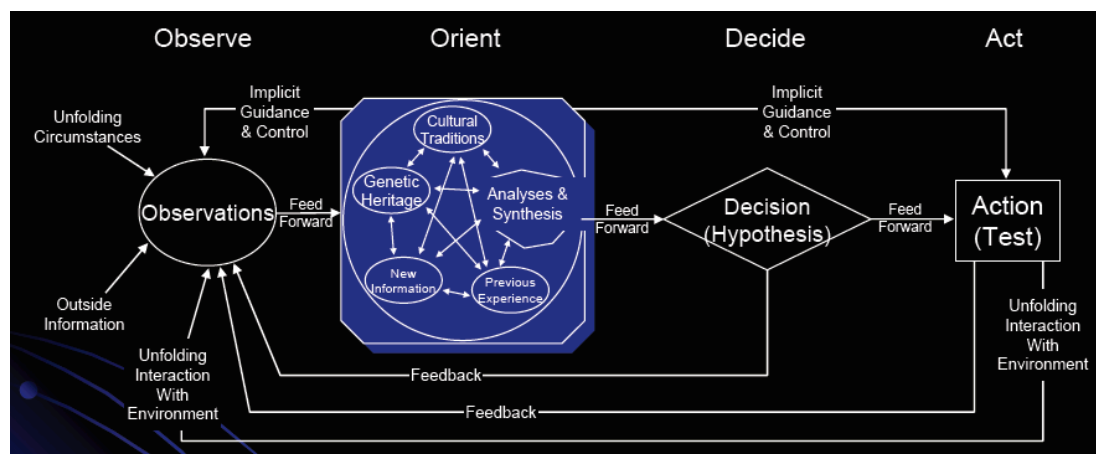 Observe
Orient
Decide
Act
Implicit
Guidance
& Control
Unfolding
Circumstances
Observations
Outside
Information
Unfolding
Interaction
With
Environment
Feed
Forward
Cultural
Traditions
Genetic
Heritage
Analyses &
Synthesis
New
Information
Previous
Experience
Feed
Forward
Implicit
Guidance
& Control
Decision
(Hypothesis)
Feed
Forward
Action
(Test)
Unfolding
Interaction
With
Environment
Feedback
Feedback